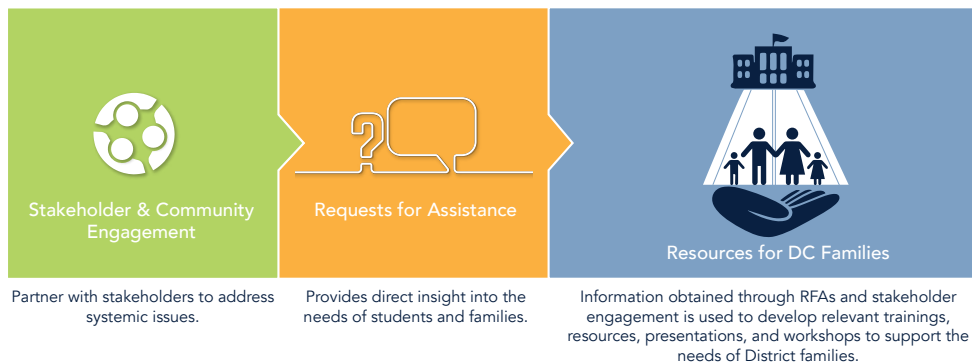 Stakeholder & Community
Engagement
Requests for Assistance
Resources for DC Families
Partner with stakeholders to address
systemic issues.
Provides direct insight into the
needs of students and families.
Information obtained through RFAs and stakeholder
engagement is used to develop relevant trainings,
resources, presentations, and workshops to support the
needs of District families.